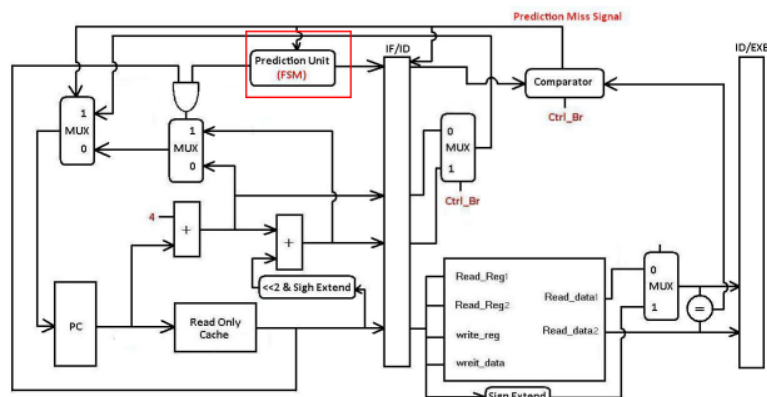 Prediction Miss Signal
IF/ID
ID/EXE
Prediction Unit
(FSM)
Comparator
Ctrl_Br
1
MUX
0
1
MUX
0
0
MUX
1
Ctrl_Br
4
+
+
<<2 & Sigh Extend
PC
Read Only
Cache
Read_Reg1
Read_Reg2
write_reg
wreit_data
Read_data1
Read_data2
0
MUX
1
=
Sign Extend